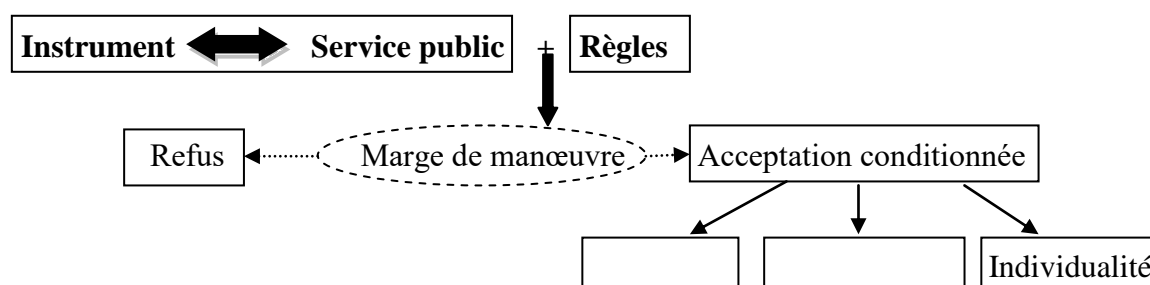 Instrument Service public + Règles
Refus Marge de manœuvre Acceptation conditionnée
Individualité